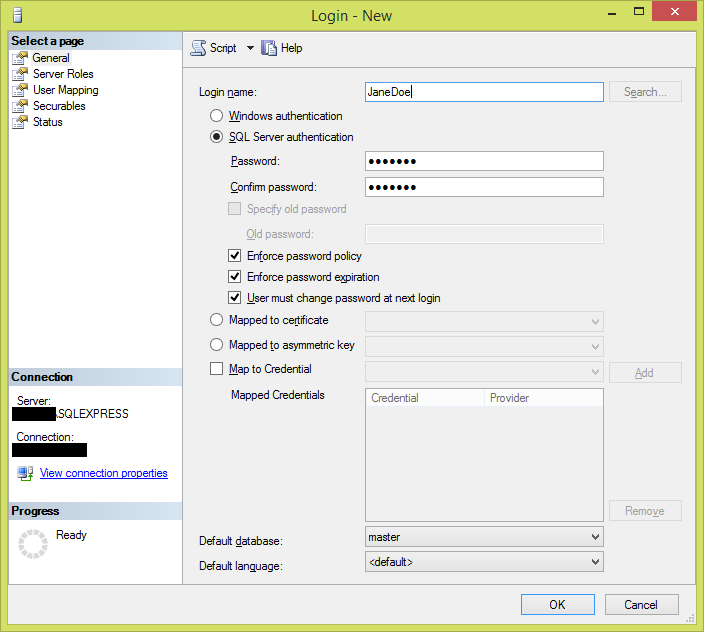 Login - New
Select a page
General
Server Roles
User Mapping
Securables
Status
Script
Help
Login name:
JaneDoe
Search...
Windows authentication
SQL Server authentication
Password:
•••••••
Confirm password:
•••••••
Specify old password
Old password:
Enforce password policy
Enforce password expiration
User must change password at next login
Mapped to certificate
Mapped to asymmetric key
Map to Credential
Add
Mapped Credentials
Credential
Provider
Remove
Default database:
master
Default language:
<default>
Connection
Server:
\SQLEXPRESS
Connection:
View connection properties
Progress
Ready
OK
Cancel